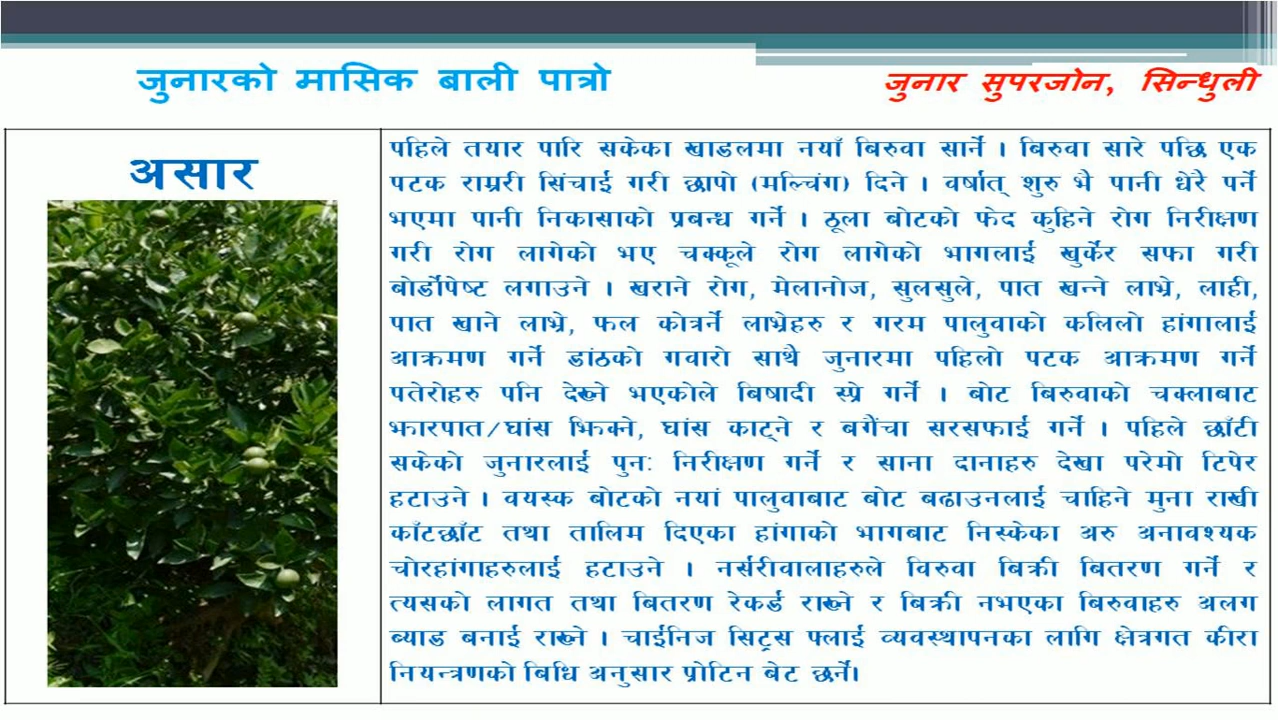 जुनारको मासिक बाली पात्रो
जुनार सुपरजोन, सिन्धुली
असार
पहिले तयार पारि सकेका खाडलमा नयाँ बिरुवा सार्ने । बिरुवा सारे पछि एक
पटक राम्ररी सिंचाई गरी छापो (मल्चिंग) दिने । वर्षात् शुरु भै पानी धेरै पर्ने
भएमा पानी निकासाको प्रबन्ध गर्ने । ठूला बोटको फेद कुहिने रोग निरीक्षण
गरी रोग लागेको भए चक्कूले रोग लागेको भागलाई खुर्केर सफा गरी
बोर्डोपेष्ट लगाउने । खराने रोग, मेलानोज, सुलसुले, पात खन्ने लाभ्रे, लाही,
पात खाने लाभ्रे, फल कोत्रर्ने लाभ्रेहरु र गरम पालुवाको कलिलो हांगालाई
आक्रमण गर्ने डांठको गवारो साथै जुनारमा पहिलो पटक आक्रमण गर्ने
पतेरोहरु पनि देख्ने भएकोले बिषादी स्प्रे गर्ने । बोट बिरुवाको चक्लाबाट
झारपात/घांस झिक्ने, घांस काट्ने र बगैंचा सरसफाई गर्ने । पहिले छाँटी
सकेको जुनारलाई पुनः निरीक्षण गर्ने र साना दानाहरु देखा परेमो टिपेर
हटाउने । वयस्क बोटको नयां पालुवाबाट बोट बढाउनलाई चाहिने मुना राखी
काँटछाँट तथा तालिम दिएका हांगाको भागबाट निस्केका अरु अनावश्यक
चोरहांगाहरुलाई हटाउने । नर्सरीवालाहरुले विरुवा बिक्री बितरण गर्ने र
त्यसको लागत तथा बितरण रेकर्ड राख्ने र बिक्री नभएका बिरुवाहरु अलग
ब्याड बनाई राख्ने । चाईनिज सिट्रस फ्लाई व्यवस्थापनका लागि क्षेत्रगत कीरा
नियन्त्रणको बिधि अनुसार प्रोटिन बेट छर्ने।